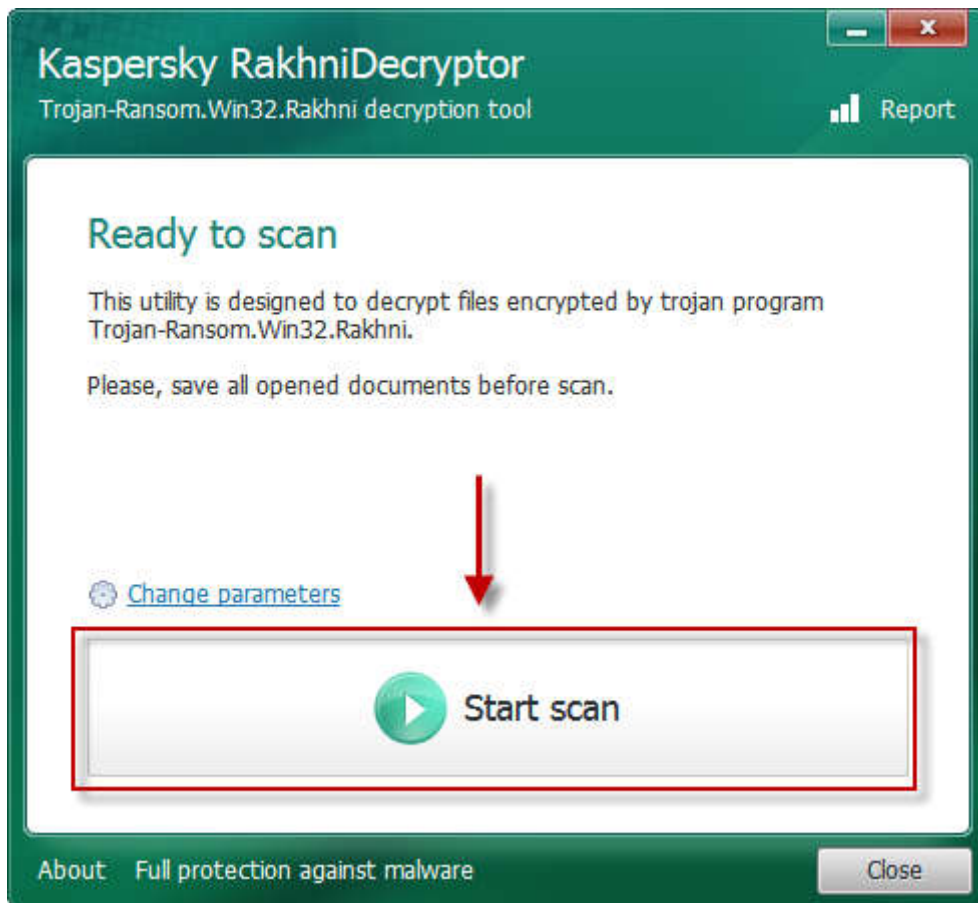 Kaspersky RakhniDecryptor
Trojan-Ransom.Win32.Rakhni decryption tool
Report
Ready to scan
This utility is designed to decrypt files encrypted by trojan program
Trojan-Ransom.Win32.Rakhni.
Please, save all opened documents before scan.
Change parameters
Start scan
About Full protection against malware
Close